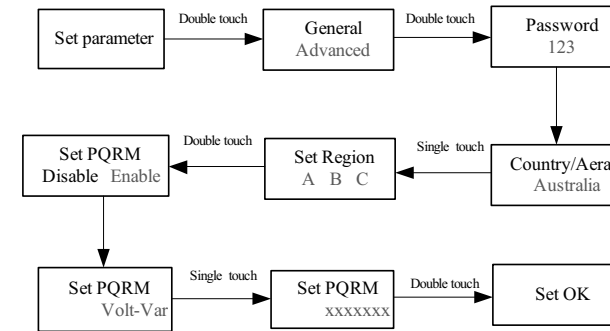 Set parameter
Double touch
General
Advanced
Double touch
Password
123
Country/Aera
Australia
Single touch
Set Region
A B C
Double touch
Set PQRM
Disable Enable
Set PQRM
Volt-Var
Single touch
Set PQRM
xxxxxxx
Double touch
Set OK